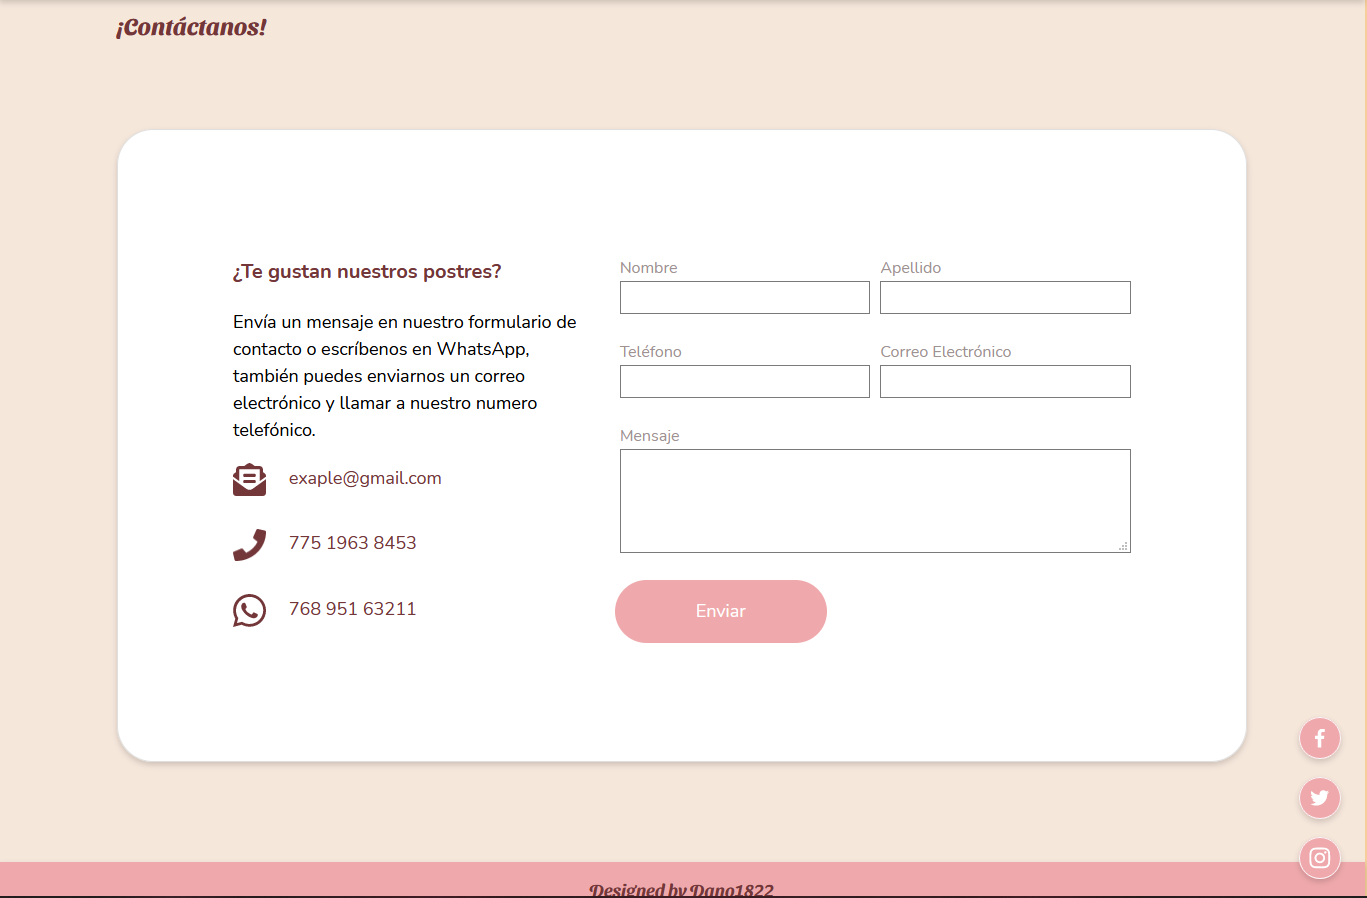 ¡Contáctanos!
¿Te gustan nuestros postres?
Envía un mensaje en nuestro formulario de
contacto o escríbenos en WhatsApp,
también puedes enviarnos un correo
electrónico y llamar a nuestro numero
telefónico.
exaple@gmail.com
775 1963 8453
768 951 63211
Nombre
Apellido
Teléfono
Correo Electrónico
Mensaje
Enviar
Designed by Dano1822